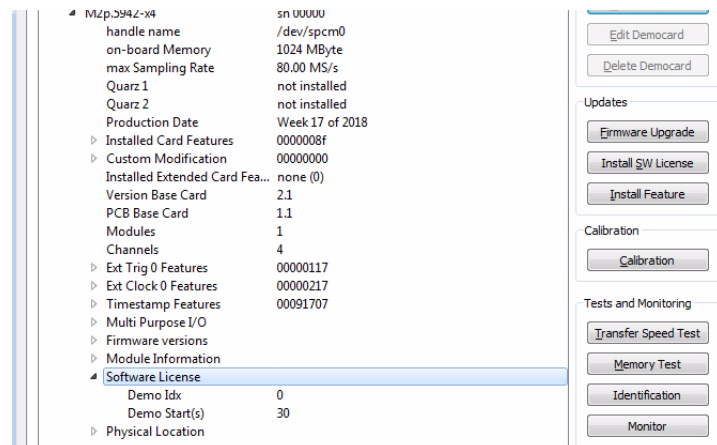 M2p.5942-x4 sn 00000
handle name /dev/spcm0
on-board Memory 1024 MByte
max Sampling Rate 80.00 MS/s
Quarz 1 not installed
Quarz 2 not installed
Production Date Week 17 of 2018
Installed Card Features 0000008f
Custom Modification 00000000
Installed Extended Card Fea... none (0)
Version Base Card 2.1
PCB Base Card 1.1
Modules 1
Channels 4
Ext Trig 0 Features 00000117
Ext Clock 0 Features 00000217
Timestamp Features 00091707
Multi Purpose I/O
Firmware versions
Module Information
Software License
Demo Idx 0
Demo Start(s) 30
Physical Location
Edit Democard
Delete Democard
Updates
Firmware Upgrade
Install SW License
Install Feature
Calibration
Calibration
Tests and Monitoring
Transfer Speed Test
Memory Test
Identification
Monitor